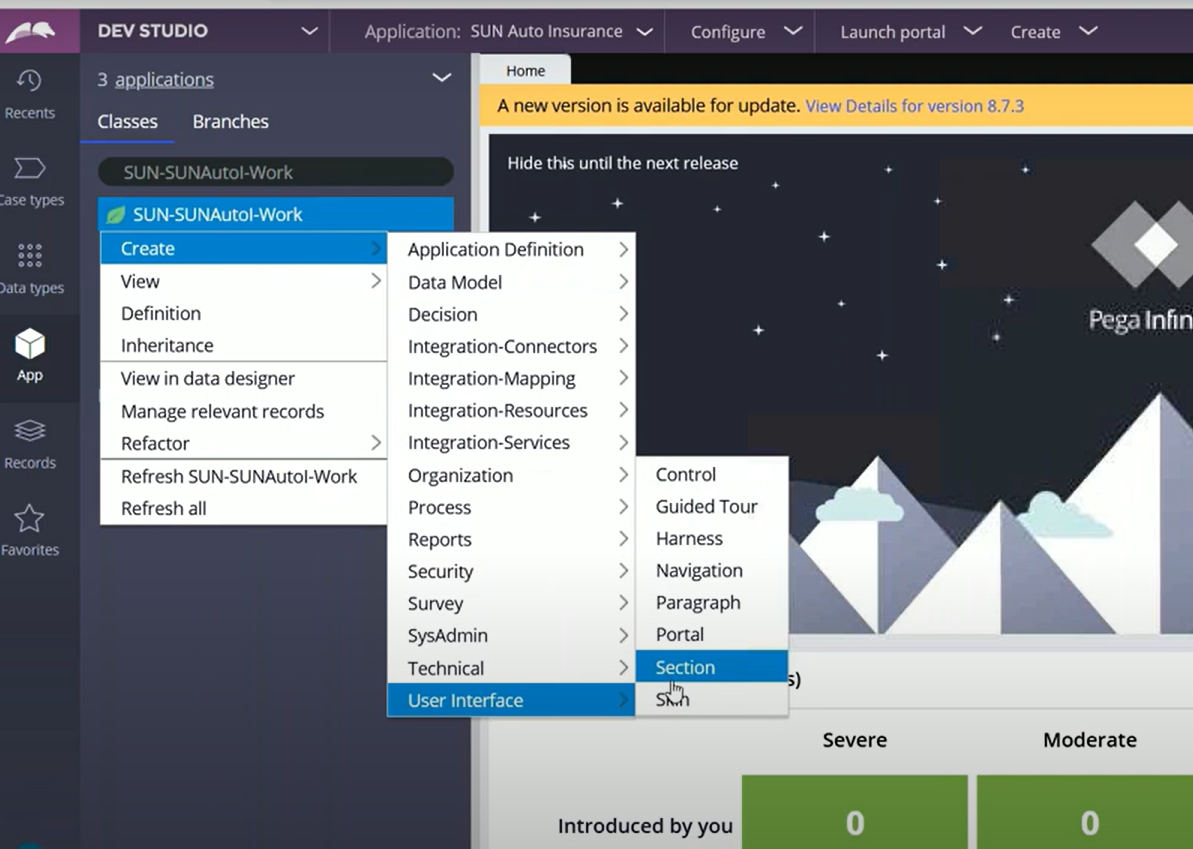 DEV STUDIO
Application: SUN Auto Insurance
Configure
Launch portal
Create
Recents
Case types
Data types
App
Records
Favorites
3 applications
Classes
Branches
SUN-SUNAutoI-Work
SUN-SUNAutoI-Work
Create
View
Definition
Inheritance
View in data designer
Manage relevant records
Refactor
Refresh SUN-SUNAutoI-Work
Refresh all
Application Definition
Data Model
Decision
Integration-Connectors
Integration-Mapping
Integration-Resources
Integration-Services
Organization
Process
Reports
Security
Survey
SysAdmin
Technical
User Interface
Control
Guided Tour
Harness
Navigation
Paragraph
Portal
Section
Skin
Home
A new version is available for update. View Details for version 8.7.3
Hide this until the next release
Pega Infin
s)
Severe
Moderate
Introduced by you
0
0